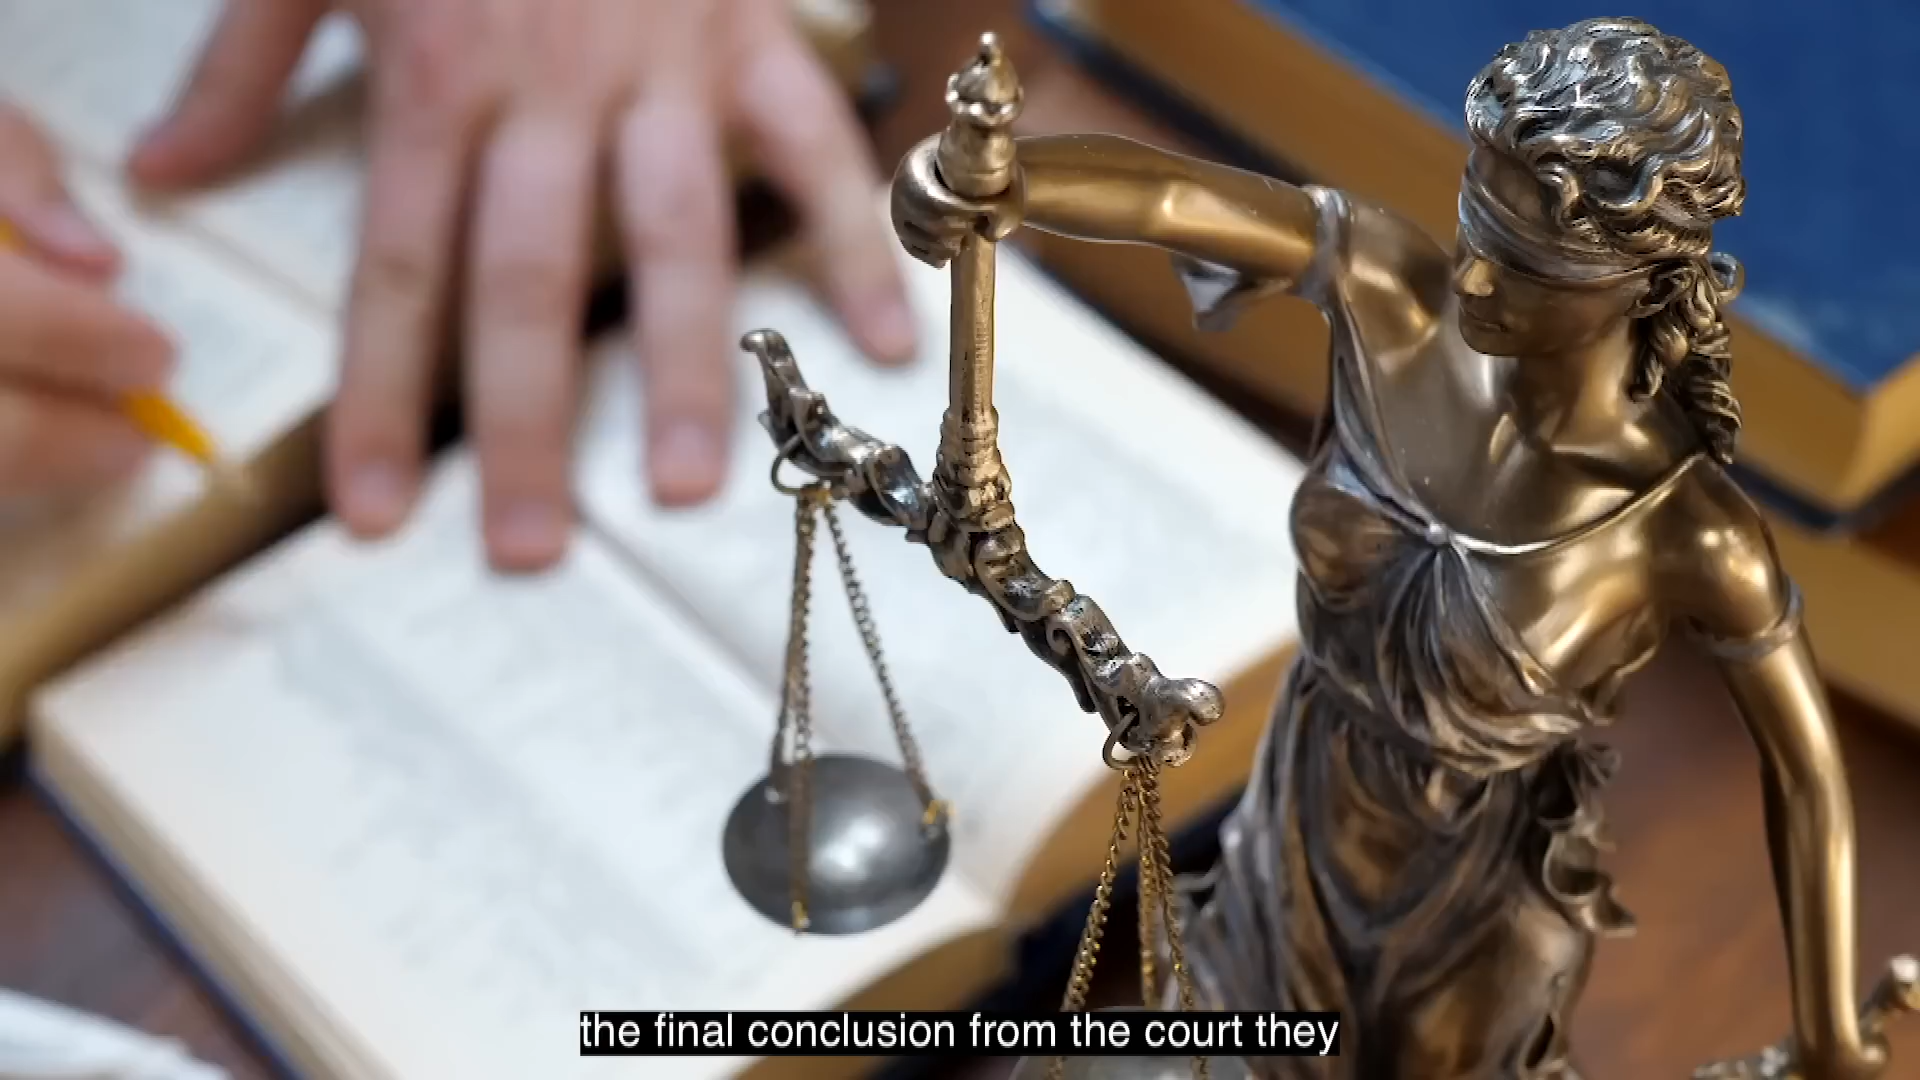 the final conclusion from the court they